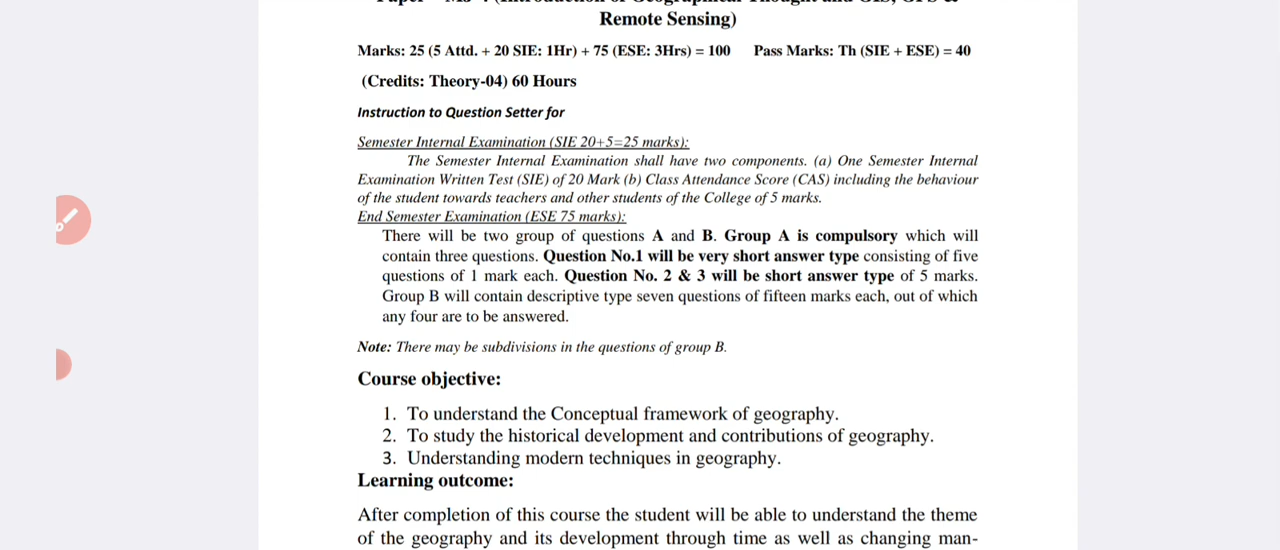 Remote Sensing)
Marks: 25 (5 Attd. + 20 SIE: 1Hr) + 75 (ESE: 3Hrs) = 100 Pass Marks: Th (SIE + ESE) = 40
(Credits: Theory-04) 60 Hours
Instruction to Question Setter for
Semester Internal Examination (SIE 20+5=25 marks):
The Semester Internal Examination shall have two components. (a) One Semester Internal
Examination Written Test (SIE) of 20 Mark (b) Class Attendance Score (CAS) including the behaviour
of the student towards teachers and other students of the College of 5 marks.
End Semester Examination (ESE 75 marks):
There will be two group of questions A and B. Group A is compulsory which will
contain three questions. Question No.1 will be very short answer type consisting of five
questions of 1 mark each. Question No. 2 & 3 will be short answer type of 5 marks.
Group B will contain descriptive type seven questions of fifteen marks each, out of which
any four are to be answered.
Note: There may be subdivisions in the questions of group B.
Course objective:
1. To understand the Conceptual framework of geography.
2. To study the historical development and contributions of geography.
3. Understanding modern techniques in geography.
Learning outcome:
After completion of this course the student will be able to understand the theme
of the geography and its development through time as well as changing man-